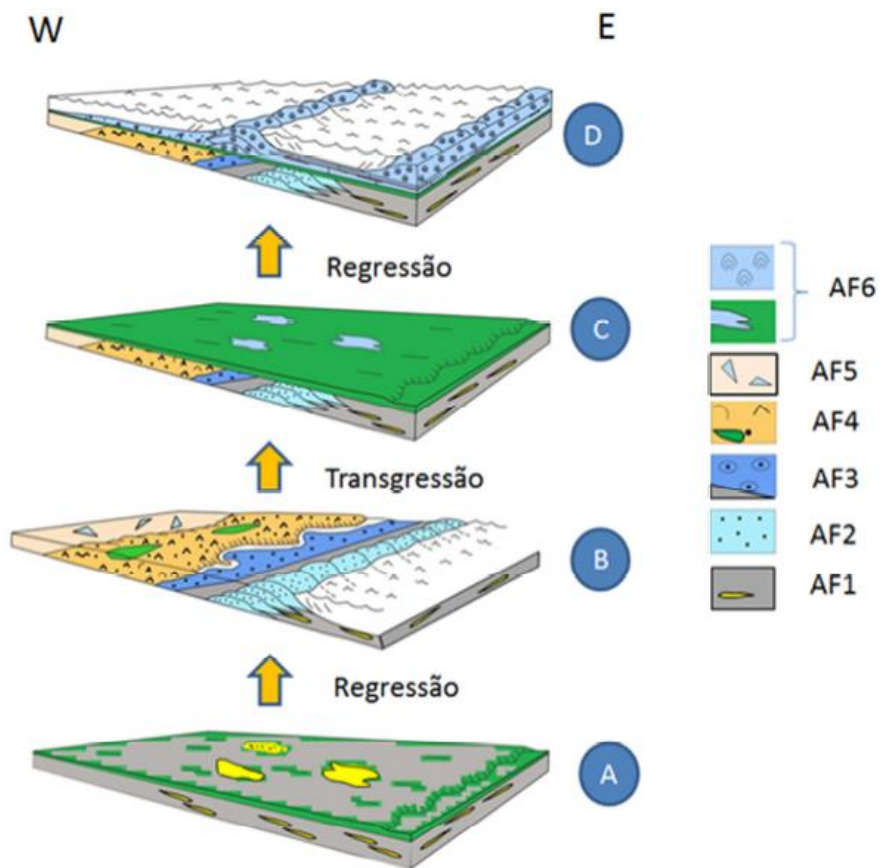 W
E
D
Regressão
C
AF6
AF5
AF4
Transgressão
AF3
AF2
B
AF1
Regressão
A